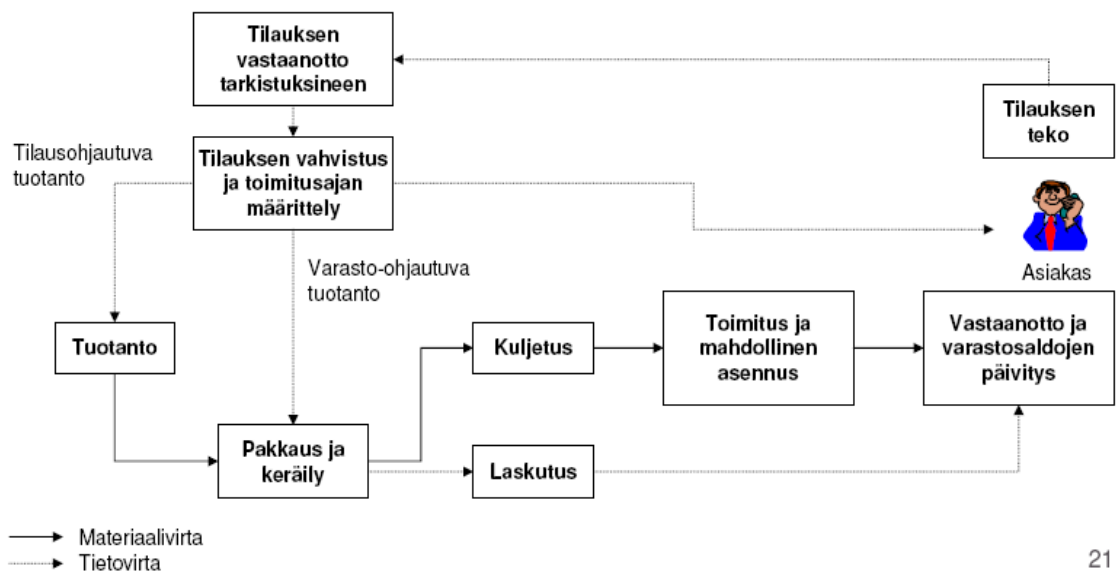 Tilauksen
vastaanotto
tarkistuksineen
Tilauksen
teko
Tilausohjautuva
tuotanto
Tilauksen vahvistus
ja toimitusajan
määrittely
Varasto-ohjautuva
tuotanto
Asiakas
Tuotanto
Kuljetus
Toimitus ja
mahdollinen
asennus
Vastaanotto ja
varastosaldojen
päivitys
Pakkaus ja
keräily
Laskutus
Materiaalivirta
Tietovirta
21